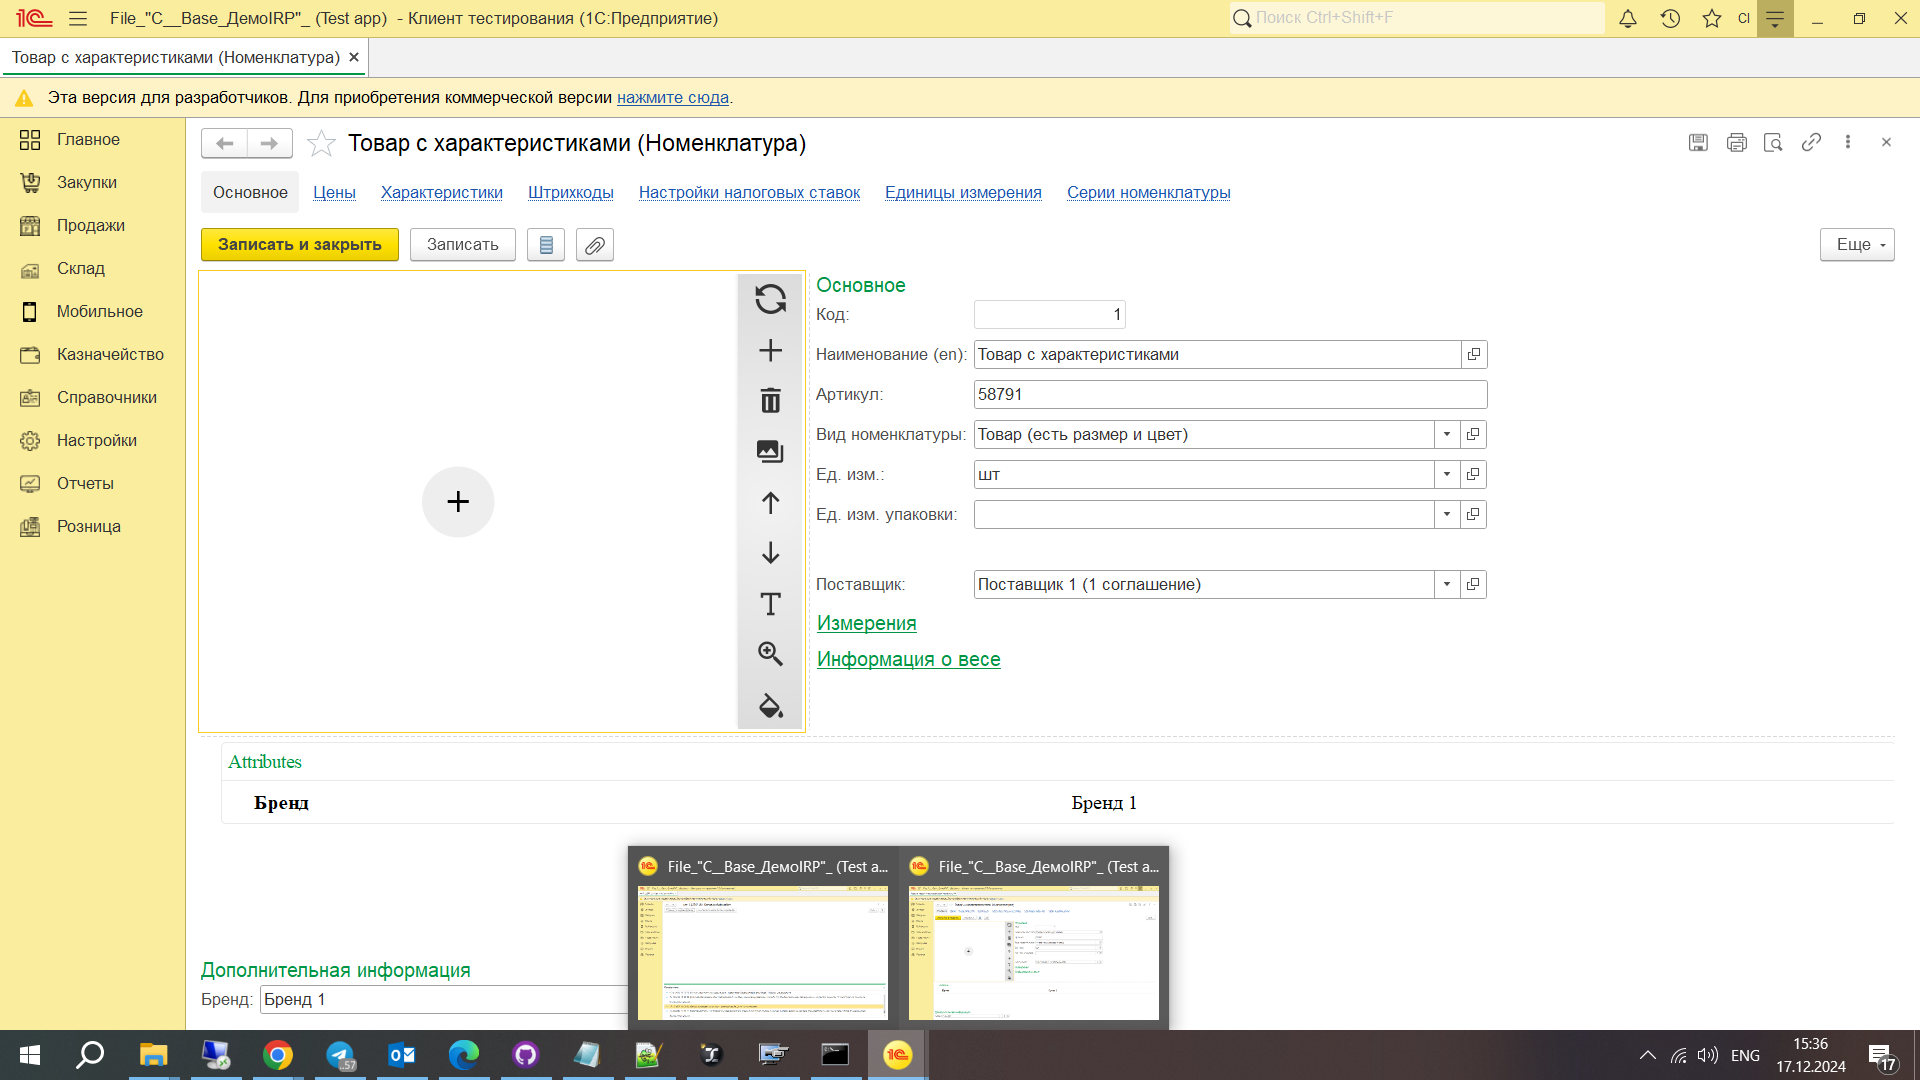 File_"C__Base_ДемоIRP"_ (Test app) - Клиент тестирования (1С:Предприятие)
Поиск Ctrl+Shift+F
CI
Товар с характеристиками (Номенклатура)
Эта версия для разработчиков. Для приобретения коммерческой версии нажмите сюда.
Главное
Закупки
Продажи
Склад
Мобильное
Казначейство
Справочники
Настройки
Отчеты
Розница
Товар с характеристиками (Номенклатура)
Основное Цены Характеристики Штрихкоды Настройки налоговых ставок Единицы измерения Серии номенклатуры
Записать и закрыть Записать Еще
Основное
Код: 1
Наименование (en): Товар с характеристиками
Артикул: 58791
Вид номенклатуры: Товар (есть размер и цвет)
Ед. изм.: шт
Ед. изм. упаковки:
Поставщик: Поставщик 1 (1 соглашение)
Измерения
Информация о весе
Attributes
Бренд Бренд 1
File_"C__Base_ДемоIRP"_ (Test a... File_"C__Base_ДемоIRP"_ (Test a...
Дополнительная информация
Бренд: Бренд 1
57
ENG
15:36
17.12.2024
17